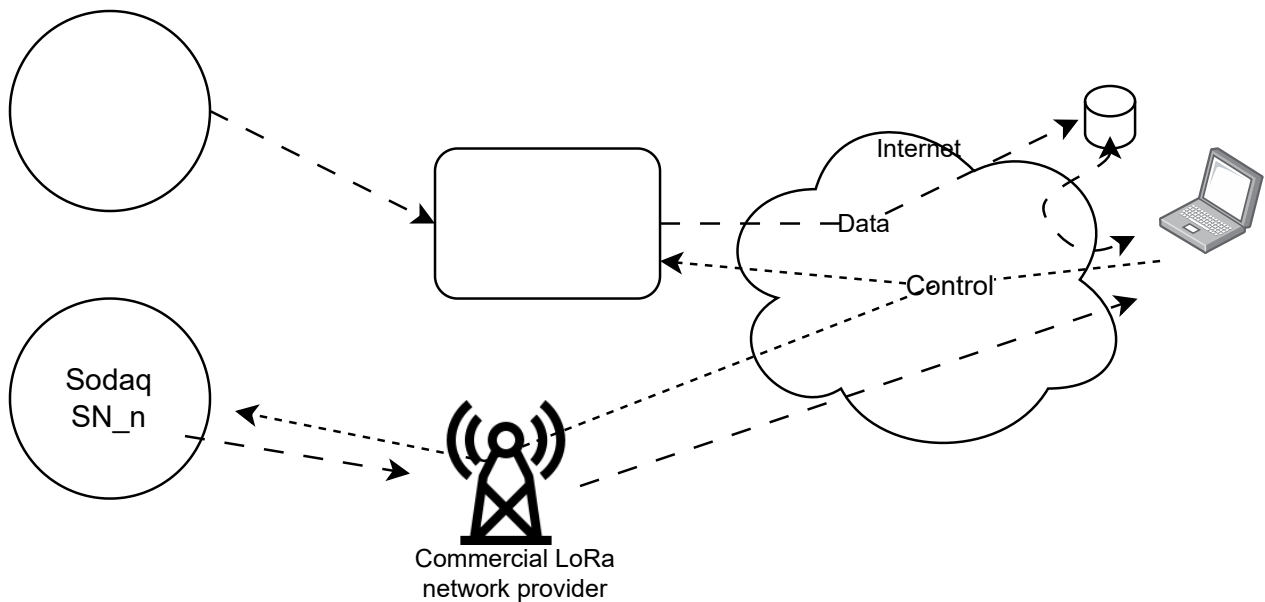 Internet
Data
Control
Sodaq
SN_n
Commercial LoRa
network provider